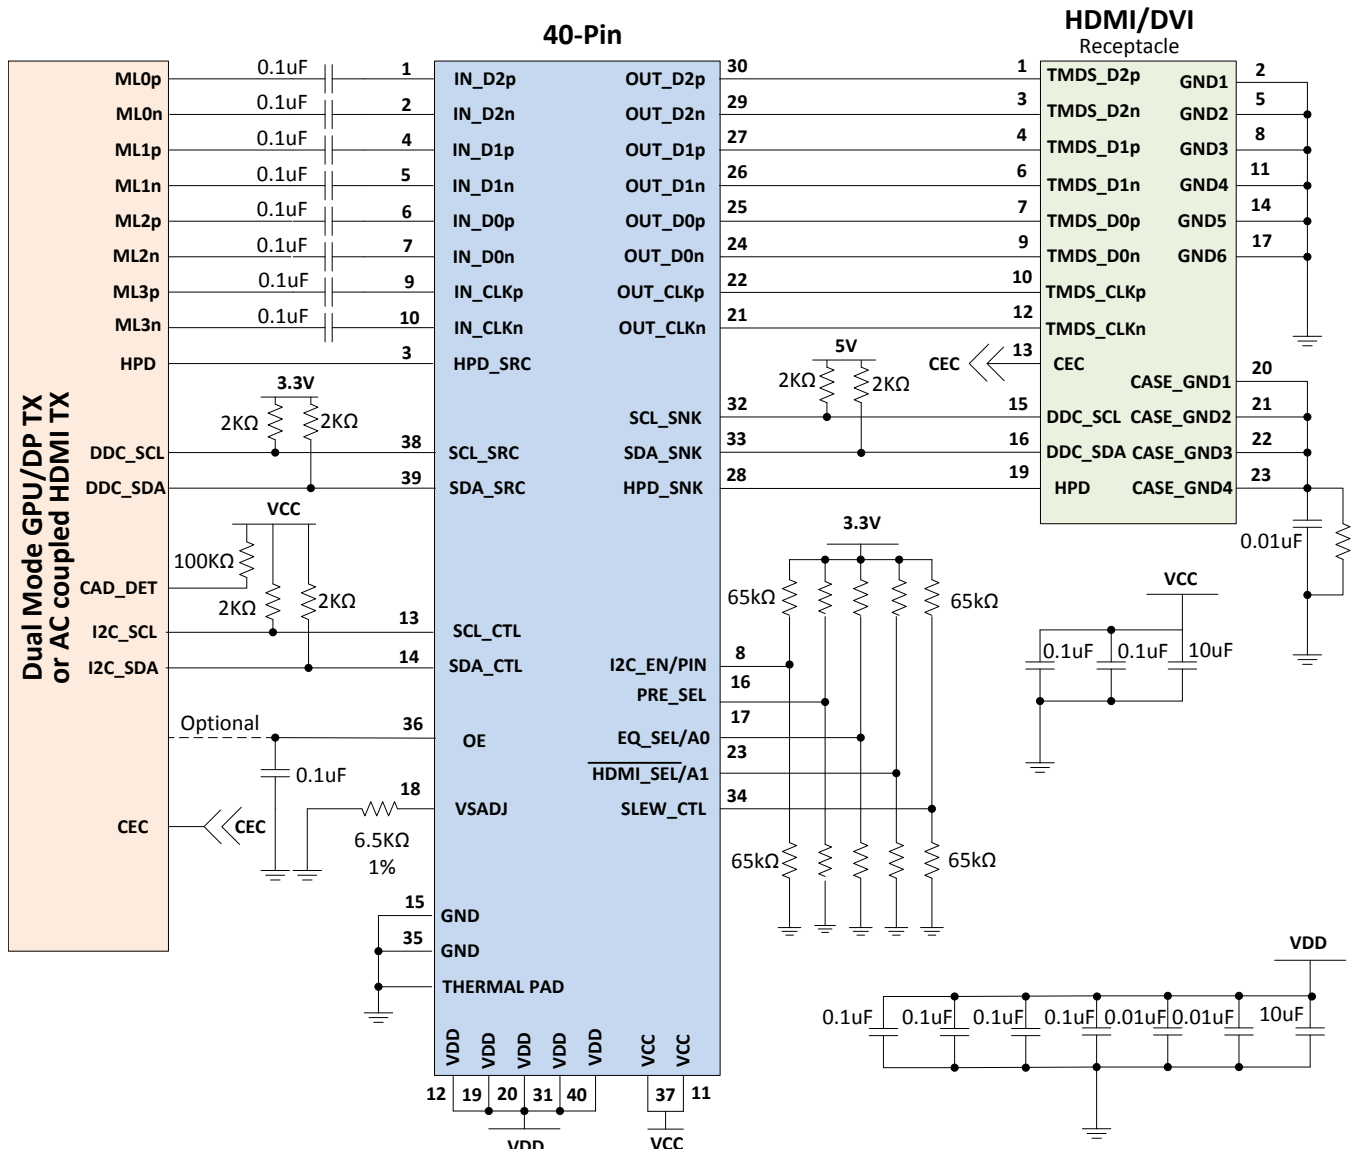 40-Pin
HDMI/DVI
Receptacle
Dual Mode GPU/DP TX
or AC coupled HDMI TX
ML0p 0.1uF 1 IN_D2p OUT_D2p 30 1 TMDS_D2p GND1 2
ML0n 0.1uF 2 IN_D2n OUT_D2n 29 3 TMDS_D2n GND2 5
ML1p 0.1uF 4 IN_D1p OUT_D1p 27 4 TMDS_D1p GND3 8
ML1n 0.1uF 5 IN_D1n OUT_D1n 26 6 TMDS_D1n GND4 11
ML2p 0.1uF 6 IN_D0p OUT_D0p 25 7 TMDS_D0p GND5 14
ML2n 0.1uF 7 IN_D0n OUT_D0n 24 9 TMDS_D0n GND6 17
ML3p 0.1uF 9 IN_CLKp OUT_CLKp 22 10 TMDS_CLKp
ML3n 0.1uF 10 IN_CLKn OUT_CLKn 21 12 TMDS_CLKn
HPD 3 HPD_SRC 5V CEC 13 CEC
3.3V 2KΩ 2KΩ CASE_GND1 20
2KΩ 2KΩ SCL_SNK 32 15 DDC_SCL CASE_GND2 21
DDC_SCL 38 SCL_SRC SDA_SNK 33 16 DDC_SDA CASE_GND3 22
DDC_SDA 39 SDA_SRC HPD_SNK 28 19 HPD CASE_GND4 23
VCC 3.3V 0.01uF
100KΩ
CAD_DET 2KΩ 2KΩ 65kΩ 65kΩ VCC
I2C_SCL 13 SCL_CTL
I2C_SDA 14 SDA_CTL I2C_EN/PIN 8 0.1uF 0.1uF 10uF
PRE_SEL 16
Optional 36 OE EQ_SEL/A0 17
0.1uF HDMI_SEL/A1 23
18 VSADJ SLEW_CTL 34
CEC CEC 6.5KΩ
1% 65kΩ 65kΩ
15 GND
35 GND
THERMAL PAD
VDD
0.1uF 0.1uF 0.1uF 0.1uF 0.01uF 0.01uF 10uF
VDD VDD VDD VDD VDD VCC VCC
12 19 20 31 40 37 11
VDD VCC